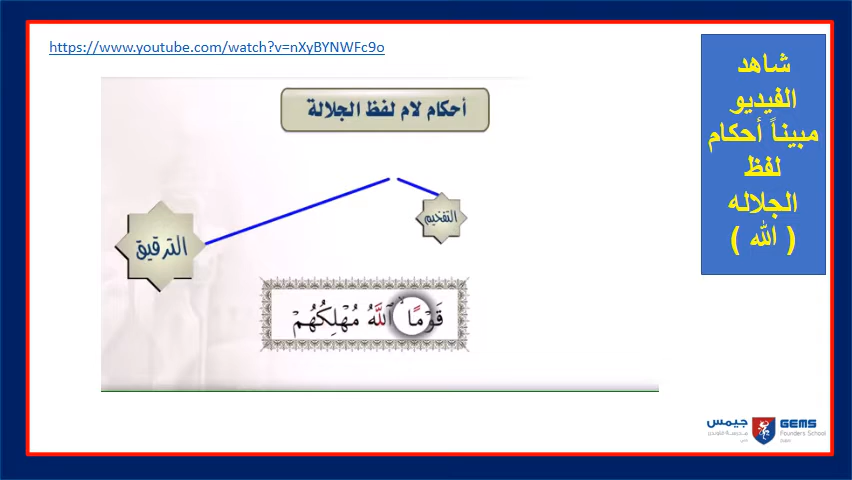 https://www.youtube.com/watch?v=nXyBYNWFc9o
شاهد
الفيديو
مبيناً أحكام
لفظ
الجلاله
( الله )
أحكام لام لفظ الجلالة
التفخيم
الترقيق
قَوْمًا ٱللَّهُ مُهْلِكُهُمْ
جيمس
GEMS
Founders School